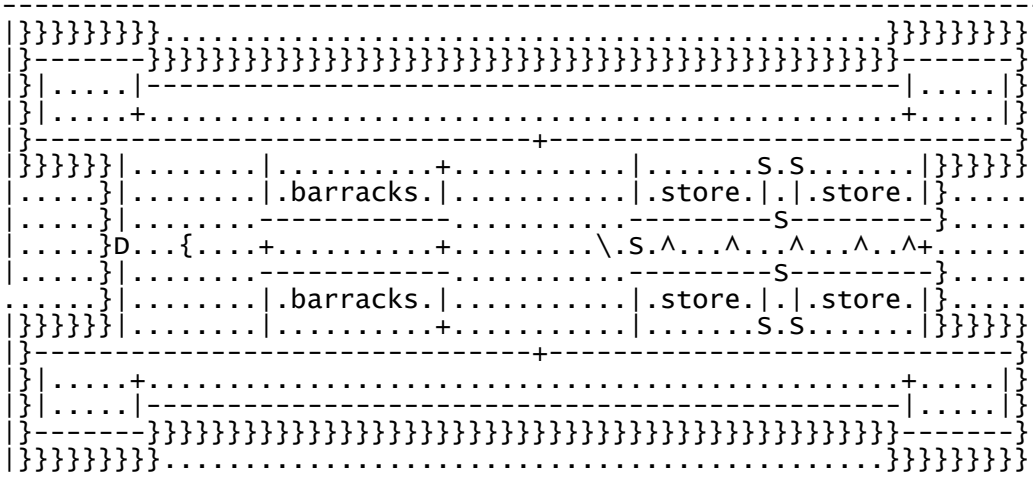 ----------------------------------------------------------------
|}}}}}}}}}.............................................}}}}}}}}}
|}-------}}}}}}}}}}}}}}}}}}}}}}}}}}}}}}}}}}}}}}}}}}}}}}}-------}
|}|.....|-----------------------------------------------|.....|}
|}|.....+...............................................+.....|}
|}-------------------------------+-----------------------------}
|}}}}}}|........|..........+...........|.......S.S.......|}}}}}}
|.....}|........|.barracks.|...........|.store.|.|.store.|}.....
|.....}|........------------...........---------S---------}.....
|.....}D...{....+..........+.........\.S.^...^...^...^..^+......
|.....}|........------------...........---------S---------}.....
......}|........|.barracks.|...........|.store.|.|.store.|}.....
|}}}}}}|........|..........+...........|.......S.S.......|}}}}}}
|}-------------------------------+-----------------------------}
|}|.....+...............................................+.....|}
|}|.....|-----------------------------------------------|.....|}
|}-------}}}}}}}}}}}}}}}}}}}}}}}}}}}}}}}}}}}}}}}}}}}}}}}-------}
|}}}}}}}}}.............................................}}}}}}}}}